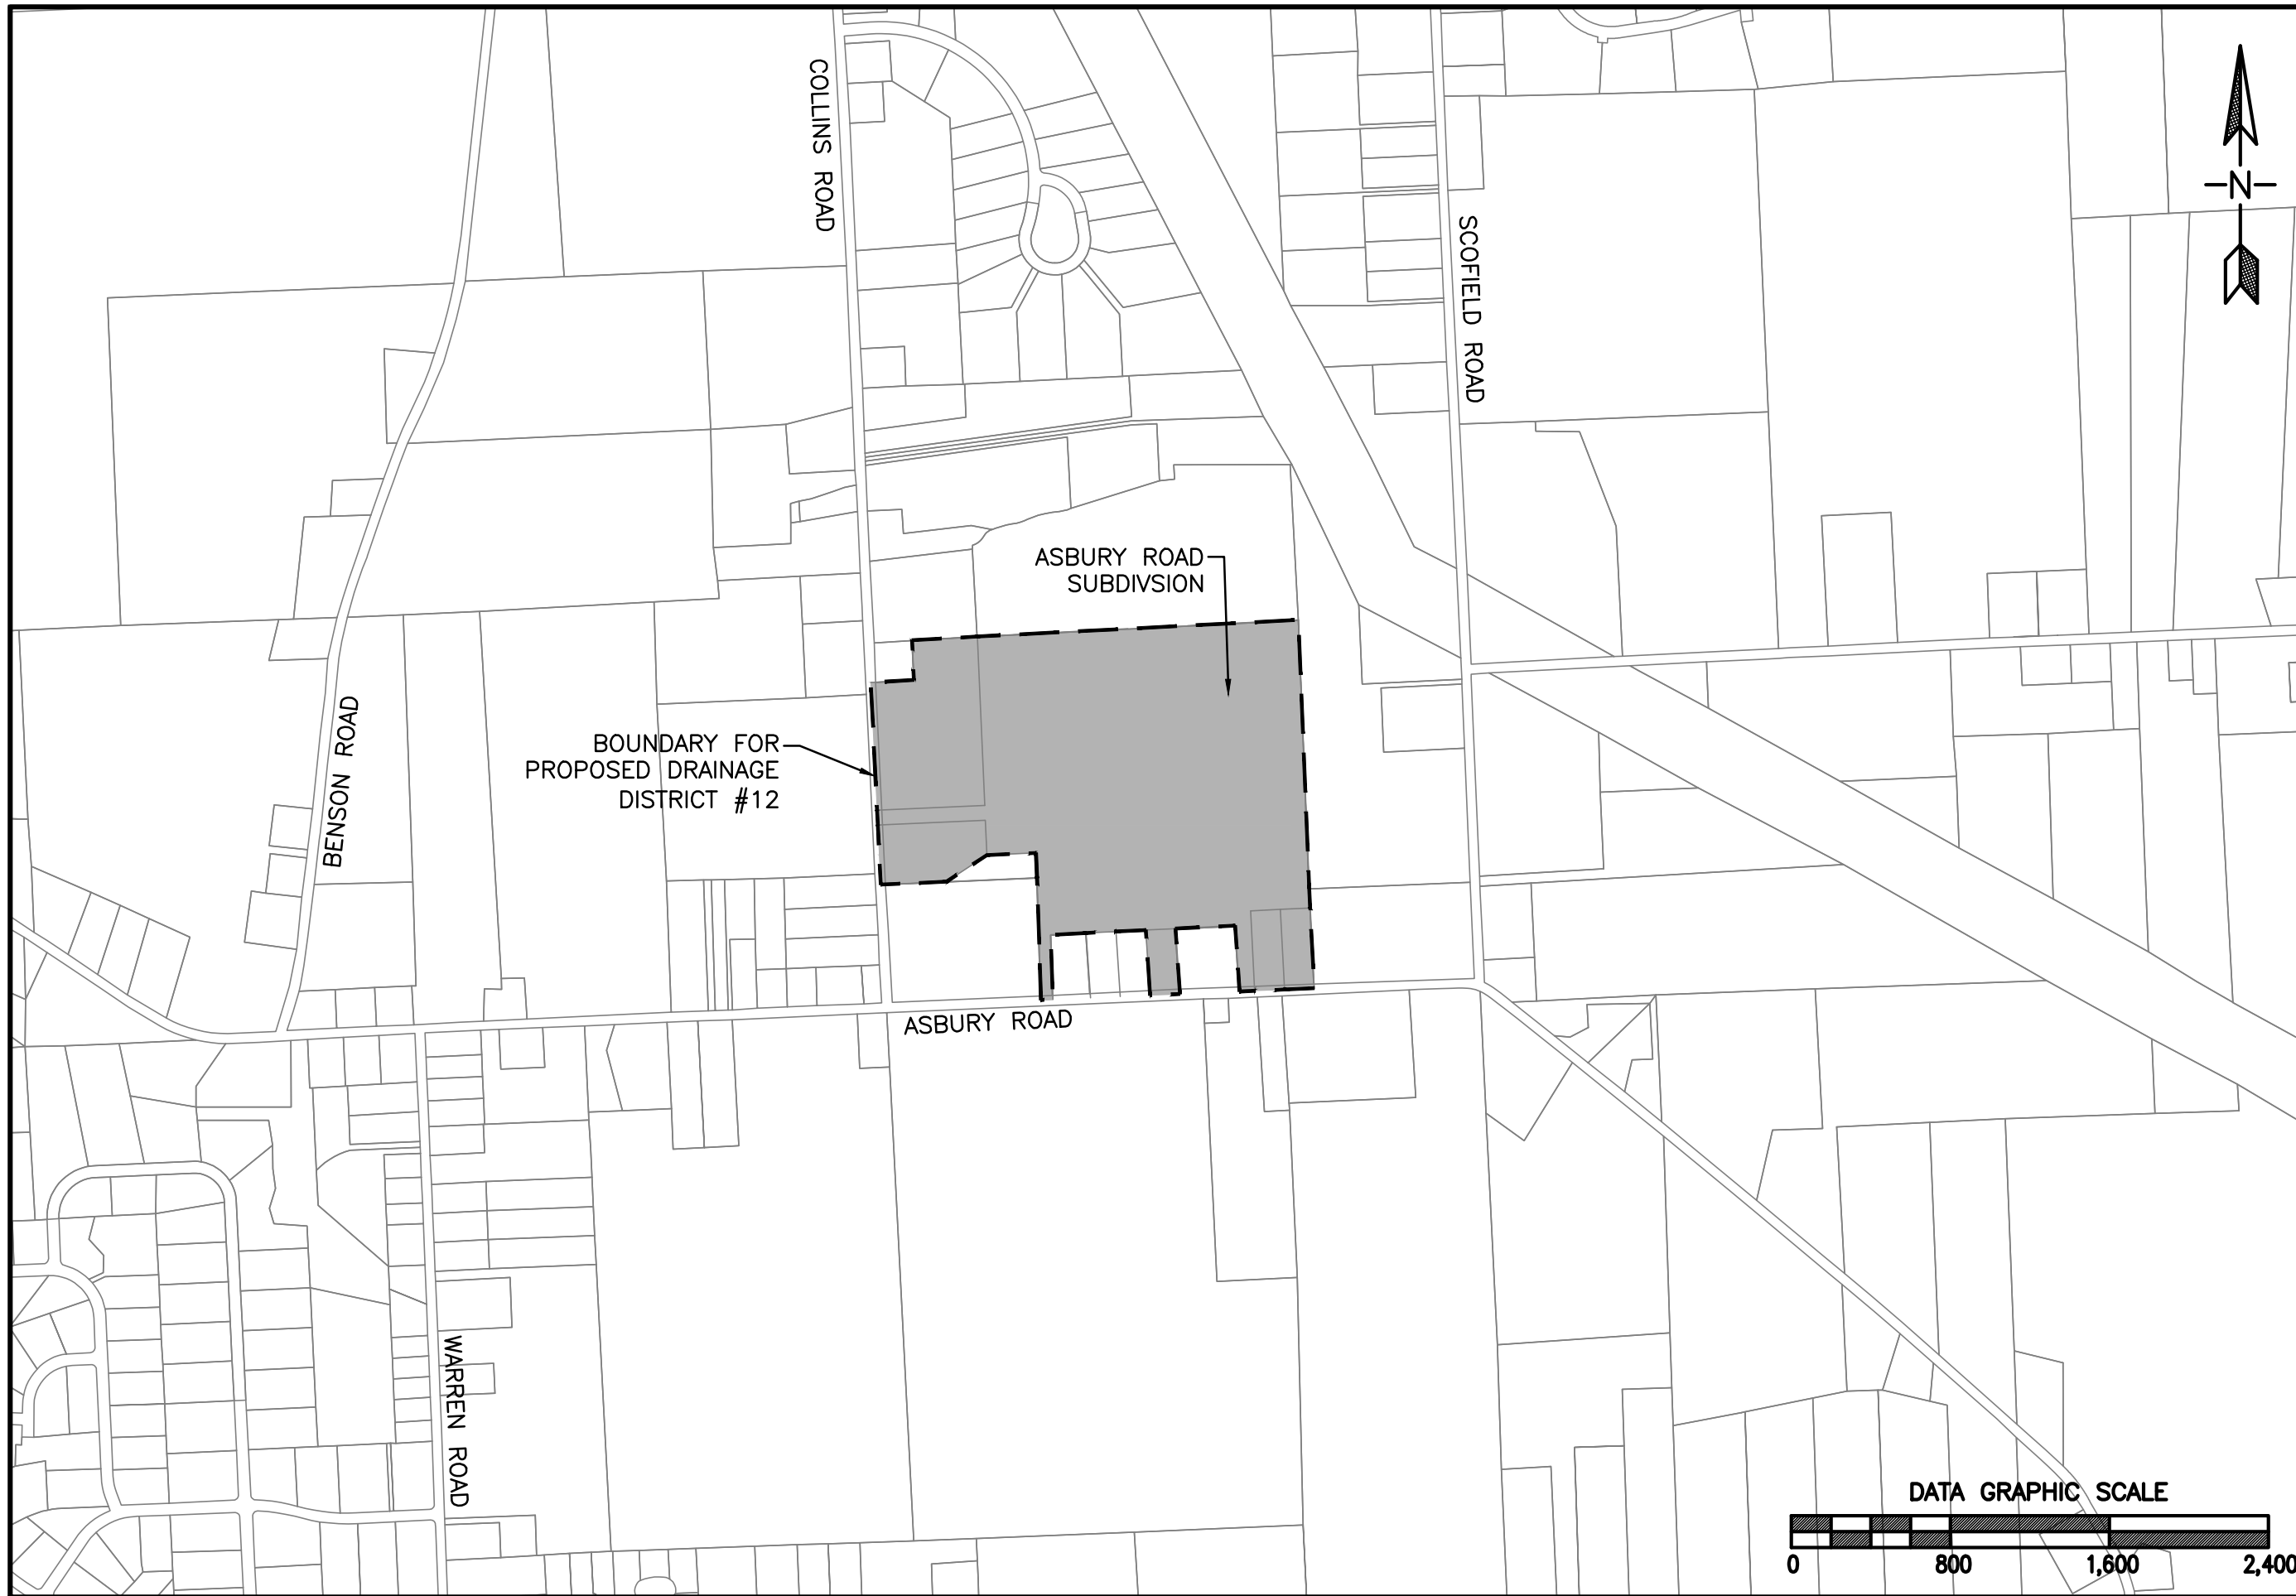 COLLINS ROAD
N
SCOFIELD ROAD
ASBURY ROAD
SUBDIVSION
BENSON ROAD
BOUNDARY FOR
PROPOSED DRAINAGE
DISTRICT #12
ASBURY ROAD
WARREN ROAD
DATA GRAPHIC SCALE
0 800 1,600 2,400